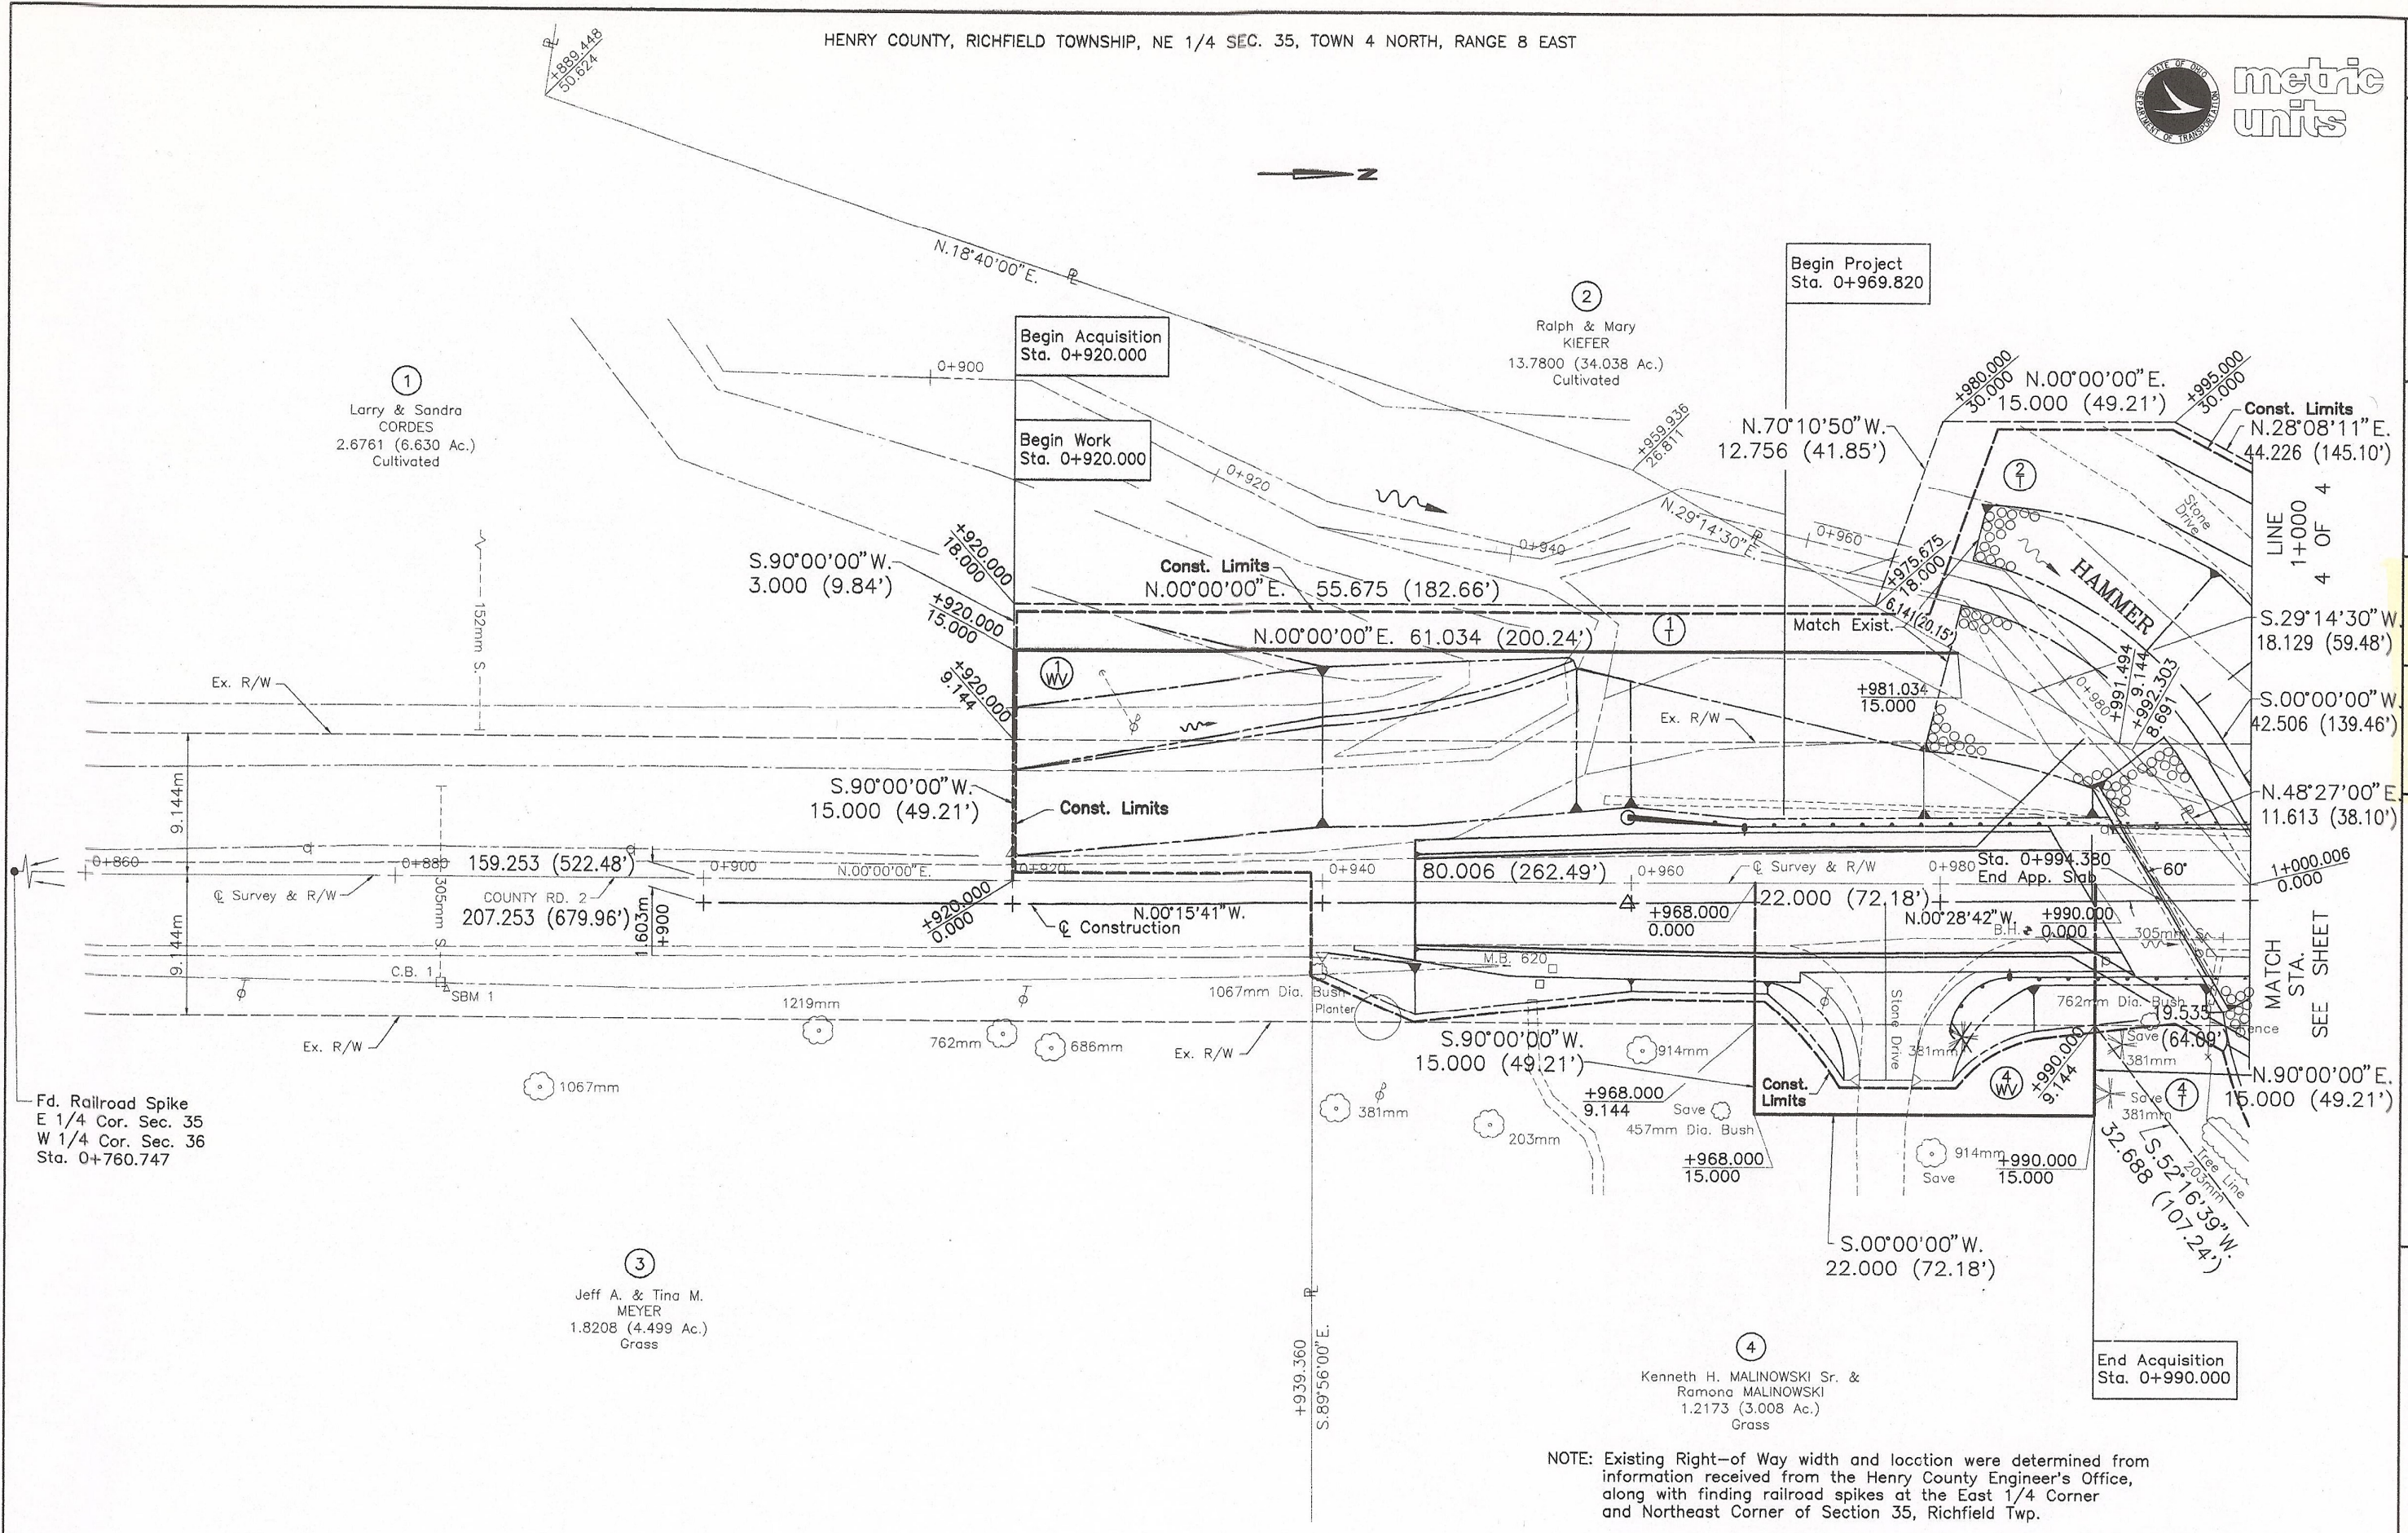 HENRY COUNTY, RICHFIELD TOWNSHIP, NE 1/4 SEC. 35, TOWN 4 NORTH, RANGE 8 EAST
STATE OF OHIO
DEPARTMENT OF TRANSPORTATION
metric
units
+889.448
50.624
N
N.18°40'00"E.
Begin Project
Sta. 0+969.820
2
Ralph & Mary
KIEFER
13.7800 (34.038 Ac.)
Cultivated
Begin Acquisition
Sta. 0+920.000
0+900
1
Larry & Sandra
CORDES
2.6761 (6.630 Ac.)
Cultivated
Begin Work
Sta. 0+920.000
+959.936
26.811
N.70°10'50"W.
12.756 (41.85')
+980.000
30.000
N.00°00'00"E.
15.000 (49.21')
+995.000
30.000
Const. Limits
N.28°08'11"E.
44.226 (145.10')
2
T
Stone
Drive
0+920
0+940
N.29°14'30"E.
0+960
+975.675
18.000
HAMMER
LINE
1+000
4 OF 4
S.90°00'00"W.
3.000 (9.84')
+920.000
18.000
+920.000
15.000
+920.000
9.144
Const. Limits
N.00°00'00"E. 55.675 (182.66')
N.00°00'00"E. 61.034 (200.24')
1
T
Match Exist.
6.141(20.15')
S.29°14'30"W.
18.129 (59.48')
152mm S.
1
WV
+981.034
15.000
0+980
+991.494
9.144
+992.303
8.691
S.00°00'00"W.
42.506 (139.46')
Ex. R/W
Ex. R/W
9.144m
S.90°00'00"W.
15.000 (49.21')
Const. Limits
N.48°27'00"E.
11.613 (38.10')
0+860
0+880
159.253 (522.48')
0+900
N.00°00'00"E.
0+920
0+940
80.006 (262.49')
0+960
℄ Survey & R/W
0+980
Sta. 0+994.380
End App. Slab
60°
1+000.006
0.000
℄ Survey & R/W
COUNTY RD. 2
207.253 (679.96')
1.603m
+900
305mm S.
+920.000
0.000
N.00°15'41"W.
℄ Construction
+968.000
0.000
22.000 (72.18')
N.00°28'42"W.
B.H.
+990.000
0.000
305mm S.
9.144m
C.B. 1
SBM 1
M.B. 620
1067mm Dia. Bush
Planter
1219mm
762mm
686mm
Ex. R/W
Ex. R/W
1067mm
S.90°00'00"W.
15.000 (49.21')
914mm
Stone Drive
381mm
762mm Dia. Bush
19.535
(64.09')
Save
381mm
Fence
MATCH
STA.
SEE SHEET
Const.
Limits
4
WV
+990.000
9.144
4
T
N.90°00'00"E.
15.000 (49.21')
Fd. Railroad Spike
E 1/4 Cor. Sec. 35
W 1/4 Cor. Sec. 36
Sta. 0+760.747
381mm
203mm
+968.000
9.144
Save
457mm Dia. Bush
Save
381mm
+968.000
15.000
914mm
Save
+990.000
15.000
S.52°16'39"W.
32.688 (107.24')
Tree Line
203mm
S.00°00'00"W.
22.000 (72.18')
3
Jeff A. & Tina M.
MEYER
1.8208 (4.499 Ac.)
Grass
+939.360
S.89°56'00"E.
4
Kenneth H. MALINOWSKI Sr. &
Ramona MALINOWSKI
1.2173 (3.008 Ac.)
Grass
End Acquisition
Sta. 0+990.000
NOTE: Existing Right-of Way width and location were determined from
information received from the Henry County Engineer's Office,
along with finding railroad spikes at the East 1/4 Corner
and Northeast Corner of Section 35, Richfield Twp.